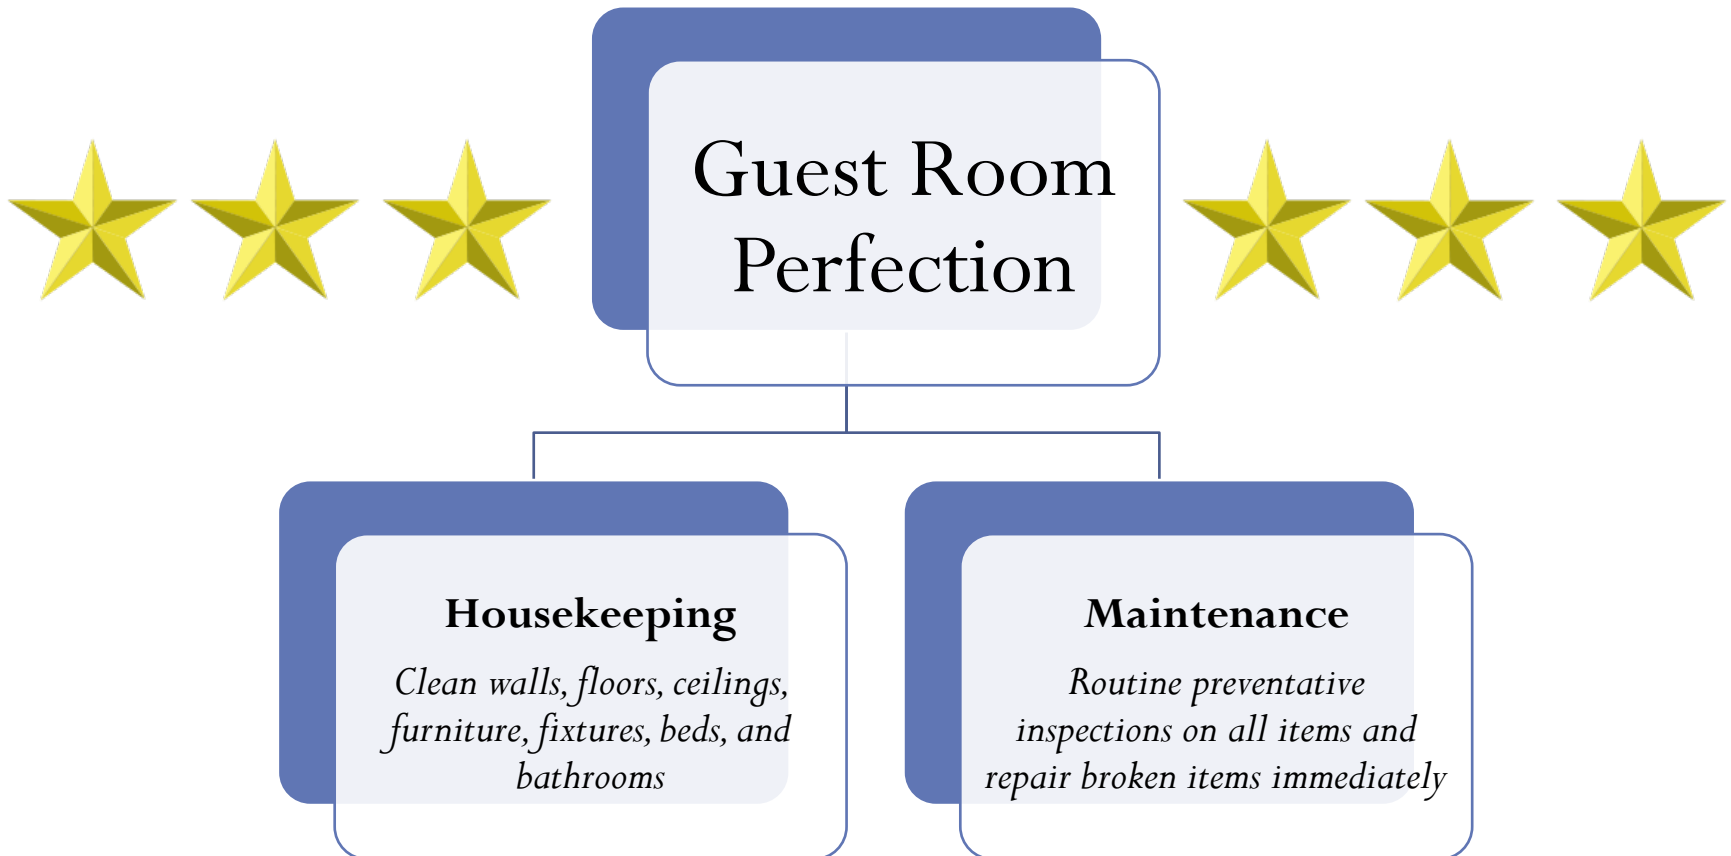 Guest Room
Perfection
Housekeeping
Clean walls, floors, ceilings,
furniture, fixtures, beds, and
bathrooms
Maintenance
Routine preventative
inspections on all items and
repair broken items immediately